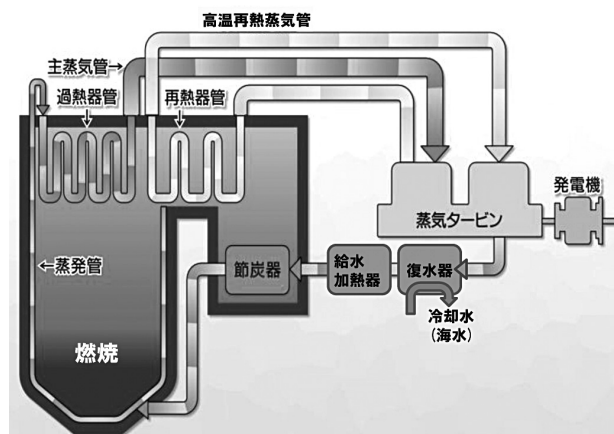 高温再熱蒸気管
主蒸気管
過熱器管
再熱器管
発電機
蒸気タービン
蒸発管
節炭器
給水
加熱器
復水器
冷却水
(海水)
燃焼